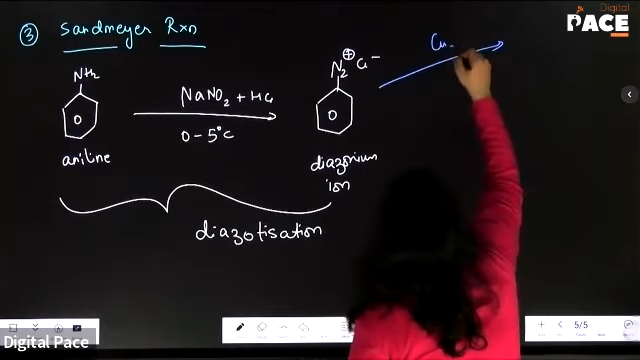 Digital
PACE
③ Sandmeyer Rxn
NH2
N2 ⊕ Cl –
Cu
NaNO2 + HCl
0 – 5°C
aniline
diazonium
ion
diazotisation
5/5
Digital Pace